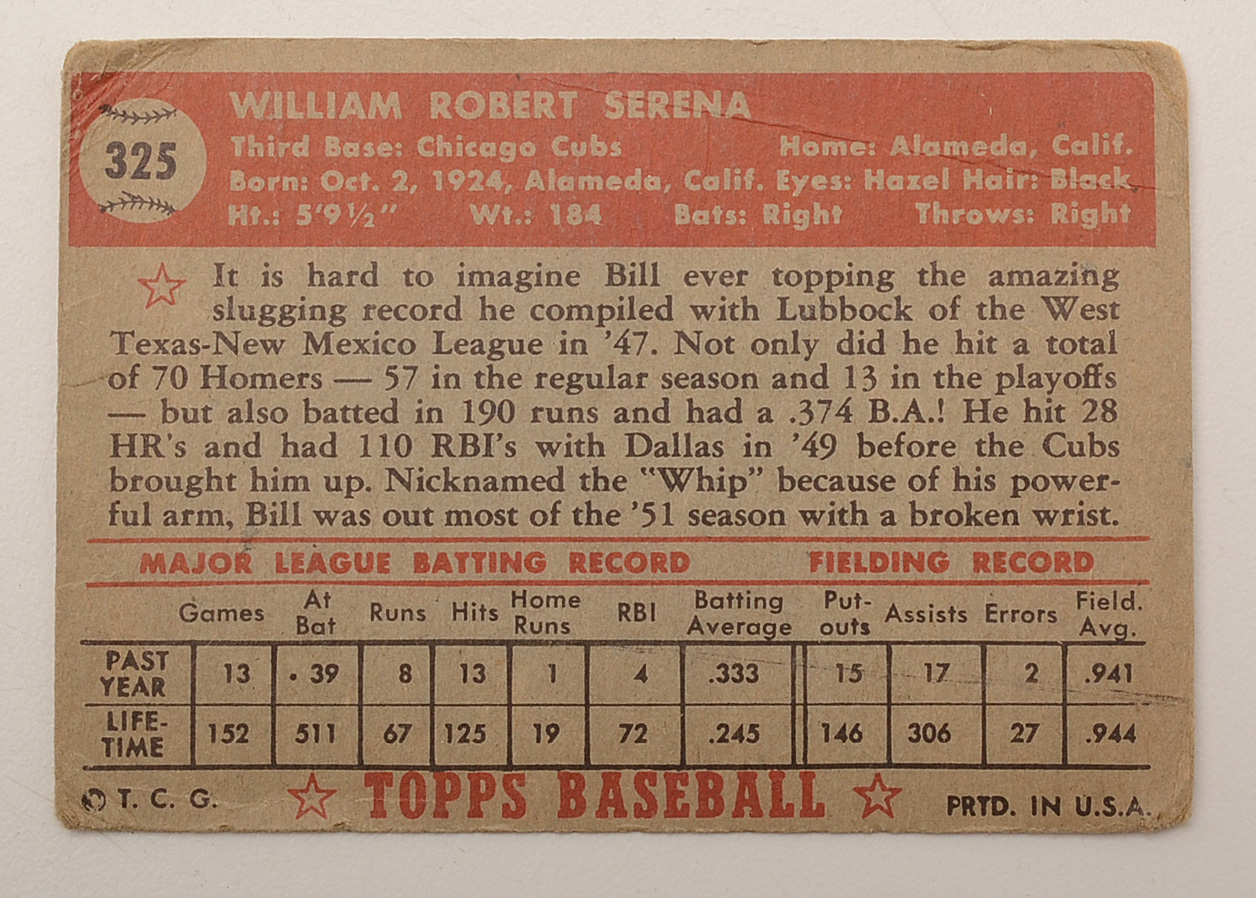 325
WILLIAM ROBERT SERENA
Third Base: Chicago Cubs Home: Alameda, Calif.
Born: Oct. 2, 1924, Alameda, Calif. Eyes: Hazel Hair: Black
Ht.: 5'9½" Wt.: 184 Bats: Right Throws: Right
It is hard to imagine Bill ever topping the amazing
slugging record he compiled with Lubbock of the West
Texas-New Mexico League in '47. Not only did he hit a total
of 70 Homers — 57 in the regular season and 13 in the playoffs
— but also batted in 190 runs and had a .374 B.A.! He hit 28
HR's and had 110 RBI's with Dallas in '49 before the Cubs
brought him up. Nicknamed the "Whip" because of his power-
ful arm, Bill was out most of the '51 season with a broken wrist.
MAJOR LEAGUE BATTING RECORD FIELDING RECORD
Games At Bat Runs Hits Home Runs RBI Batting Average Put-outs Assists Errors Field. Avg.
PAST YEAR 13 39 8 13 1 4 .333 15 17 2 .941
LIFE-TIME 152 511 67 125 19 72 .245 146 306 27 .944
© T. C. G. TOPPS BASEBALL PRTD. IN U.S.A.